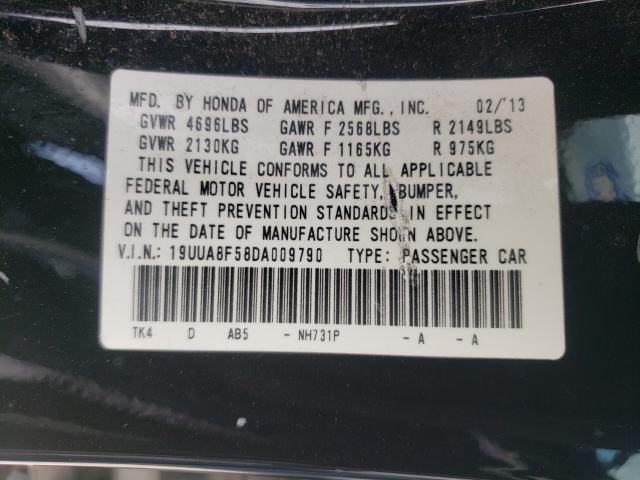 MFD. BY HONDA OF AMERICA MFG., INC. 02/'13
GVWR 4696LBS GAWR F 2568LBS R 2149LBS
GVWR 2130KG GAWR F 1165KG R 975KG
THIS VEHICLE CONFORMS TO ALL APPLICABLE
FEDERAL MOTOR VEHICLE SAFETY, BUMPER,
AND THEFT PREVENTION STANDARDS IN EFFECT
ON THE DATE OF MANUFACTURE SHOWN ABOVE.
V.I.N.: 19UUA8F58DA009790 TYPE: PASSENGER CAR
TK4 D AB5 - NH731P - A - A